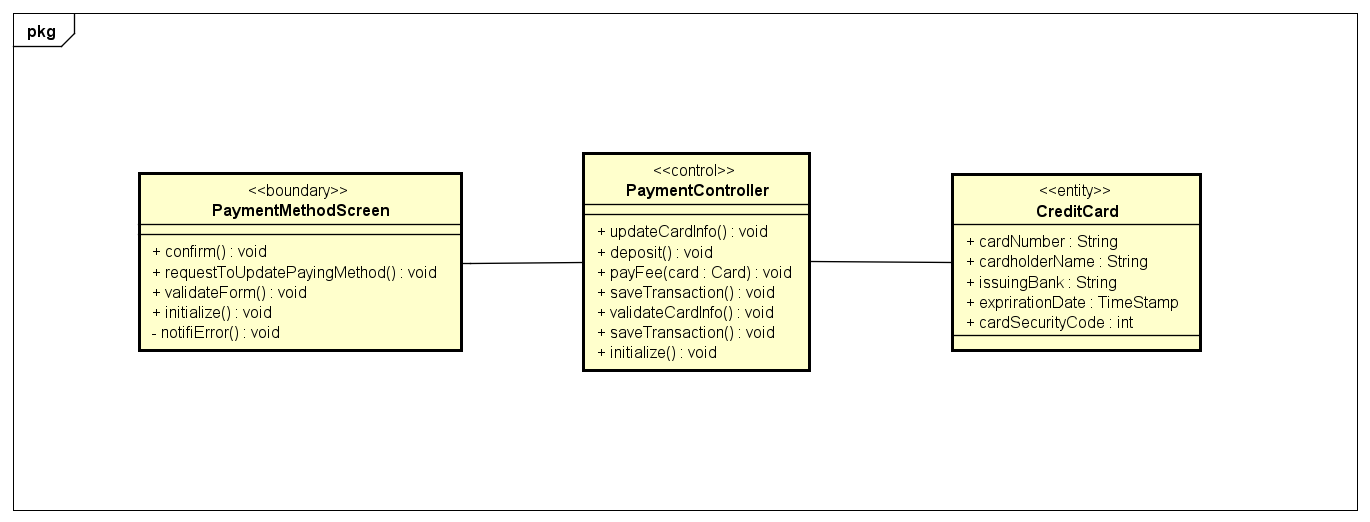 pkg
<<boundary>>
PaymentMethodScreen
+ confirm() : void
+ requestToUpdatePayingMethod() : void
+ validateForm() : void
+ initialize() : void
- notifiError() : void
<<control>>
PaymentController
+ updateCardInfo() : void
+ deposit() : void
+ payFee(card : Card) : void
+ saveTransaction() : void
+ validateCardInfo() : void
+ saveTransaction() : void
+ initialize() : void
<<entity>>
CreditCard
+ cardNumber : String
+ cardholderName : String
+ issuingBank : String
+ exprirationDate : TimeStamp
+ cardSecurityCode : int